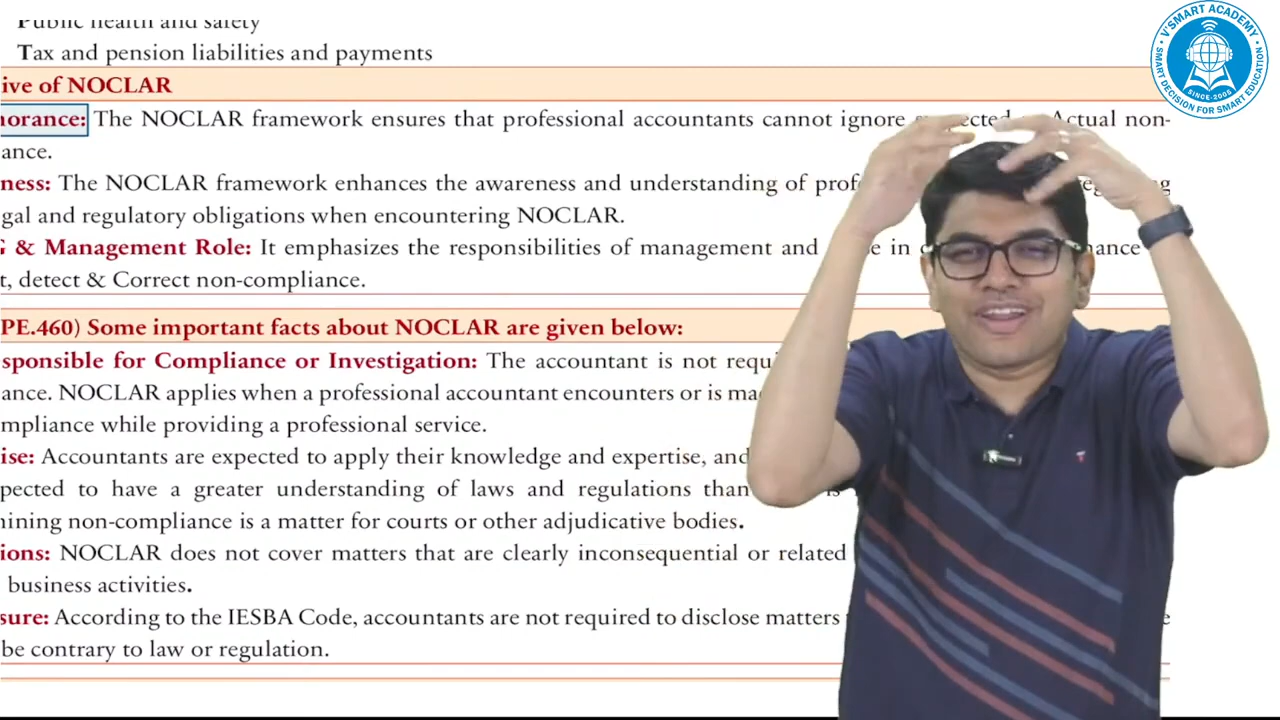 Public health and safety
Tax and pension liabilities and payments
ive of NOCLAR
norance: The NOCLAR framework ensures that professional accountants cannot ignore Actual non-
ance.
ness: The NOCLAR framework enhances the awareness and understanding of prof
gal and regulatory obligations when encountering NOCLAR.
G & Management Role: It emphasizes the responsibilities of management and in
t, detect & Correct non-compliance.
PE.460) Some important facts about NOCLAR are given below:
sponsible for Compliance or Investigation: The accountant is not requ
ance. NOCLAR applies when a professional accountant encounters or is ma
mpliance while providing a professional service.
ise: Accountants are expected to apply their knowledge and expertise, and
pected to have a greater understanding of laws and regulations than is
nining non-compliance is a matter for courts or other adjudicative bodies.
ions: NOCLAR does not cover matters that are clearly inconsequential or related
business activities.
sure: According to the IESBA Code, accountants are not required to disclose matters
be contrary to law or regulation.
V'SMART ACADEMY
SMART DECISION FOR SMART EDUCATION
SINCE-2005